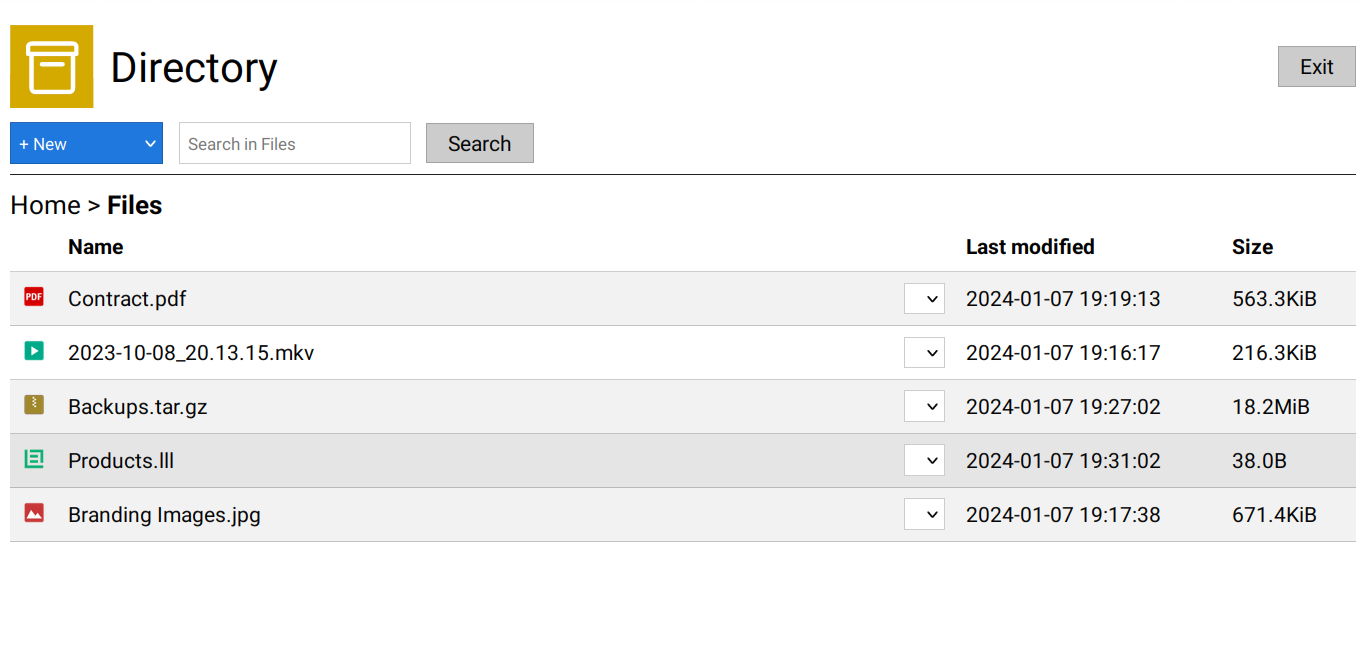 Directory
Exit
+ New
Search in Files
Search
Home > Files
Name Last modified Size
PDF Contract.pdf 2024-01-07 19:19:13 563.3KiB
2023-10-08_20.13.15.mkv 2024-01-07 19:16:17 216.3KiB
Backups.tar.gz 2024-01-07 19:27:02 18.2MiB
Products.lll 2024-01-07 19:31:02 38.0B
Branding Images.jpg 2024-01-07 19:17:38 671.4KiB